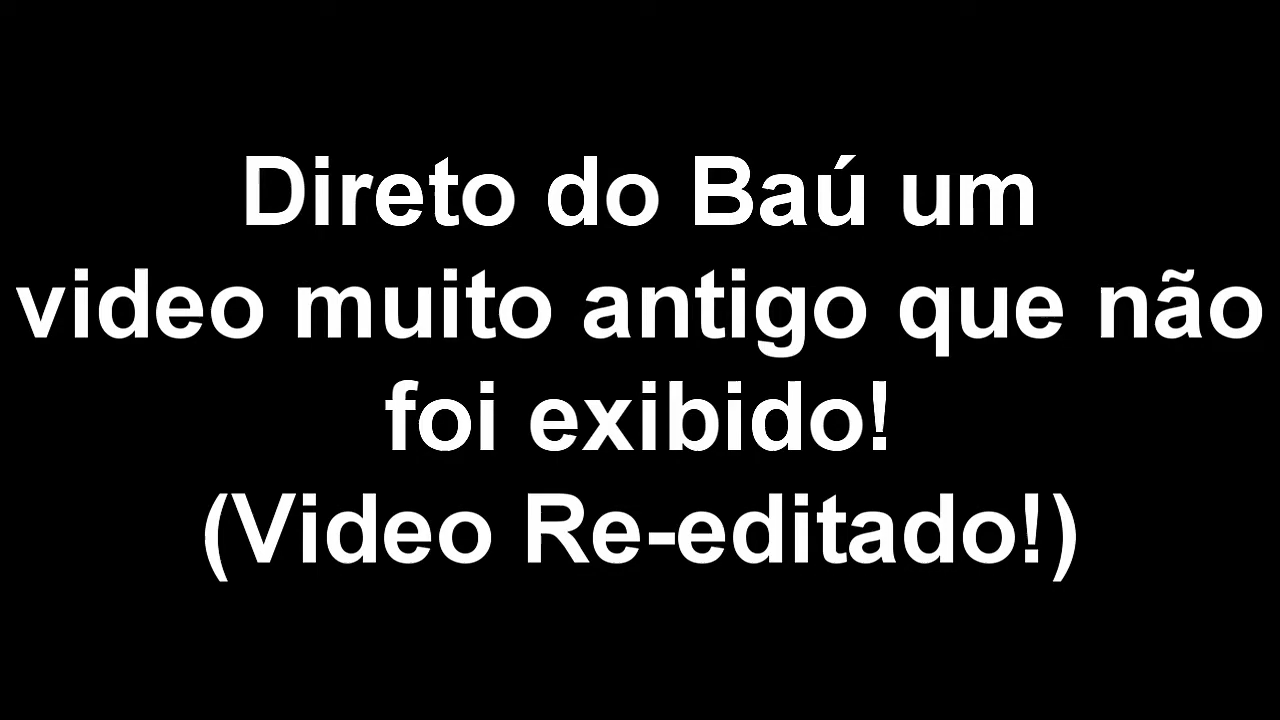 Direto do Baú um
video muito antigo que não
foi exibido!
(Video Re-editado!)